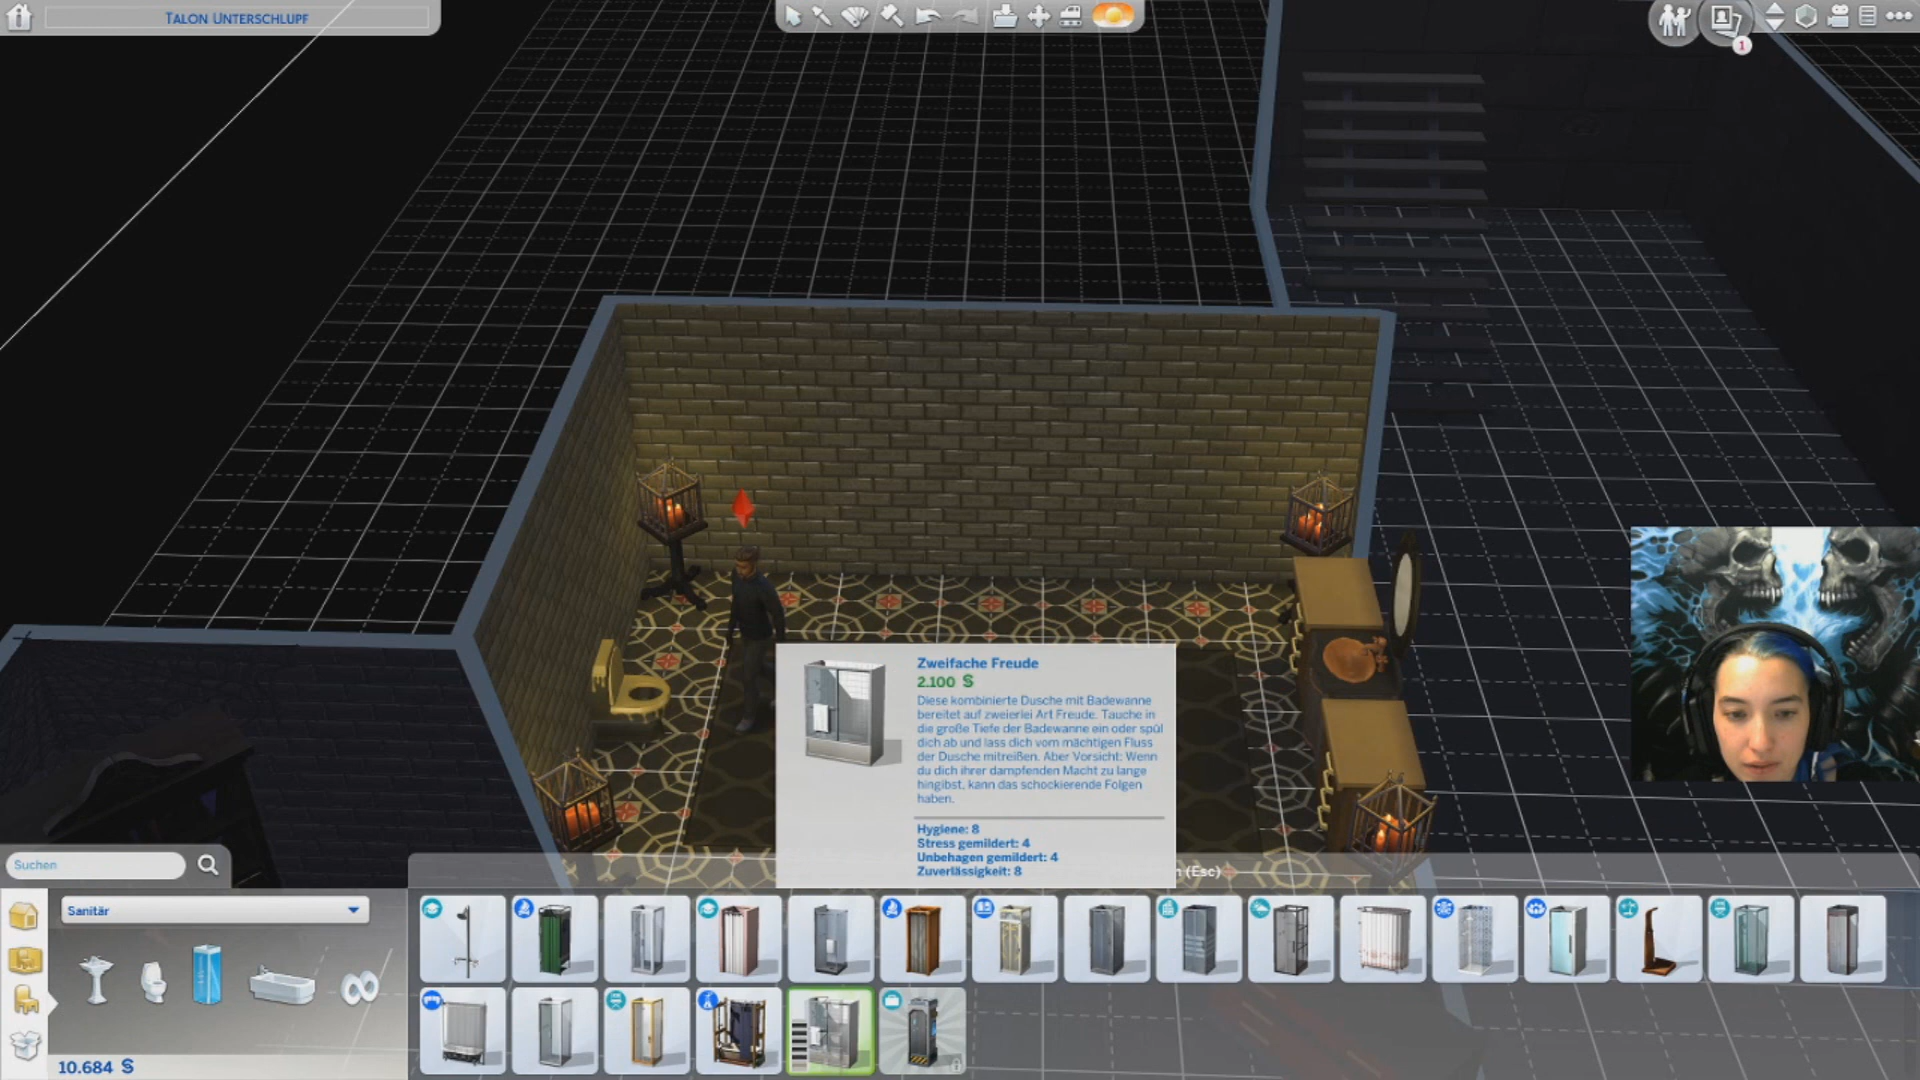 TALON UNTERSCHLUPF
1
Zweifache Freude
2.100 $
Diese kombinierte Dusche mit Badewanne
bereitet auf zweierlei Art Freude. Tauche in
die große Tiefe der Badewanne ein oder spül
dich ab und lass dich vom mächtigen Fluss
der Dusche mitreißen. Aber Vorsicht: Wenn
du dich ihrer dampfenden Macht zu lange
hingibst, kann das schockierende Folgen
haben.
Hygiene: 8
Stress gemildert: 4
Unbehagen gemildert: 4
Zuverlässigkeit: 8
(Esc)
Suchen
Sanitär
10.684 $